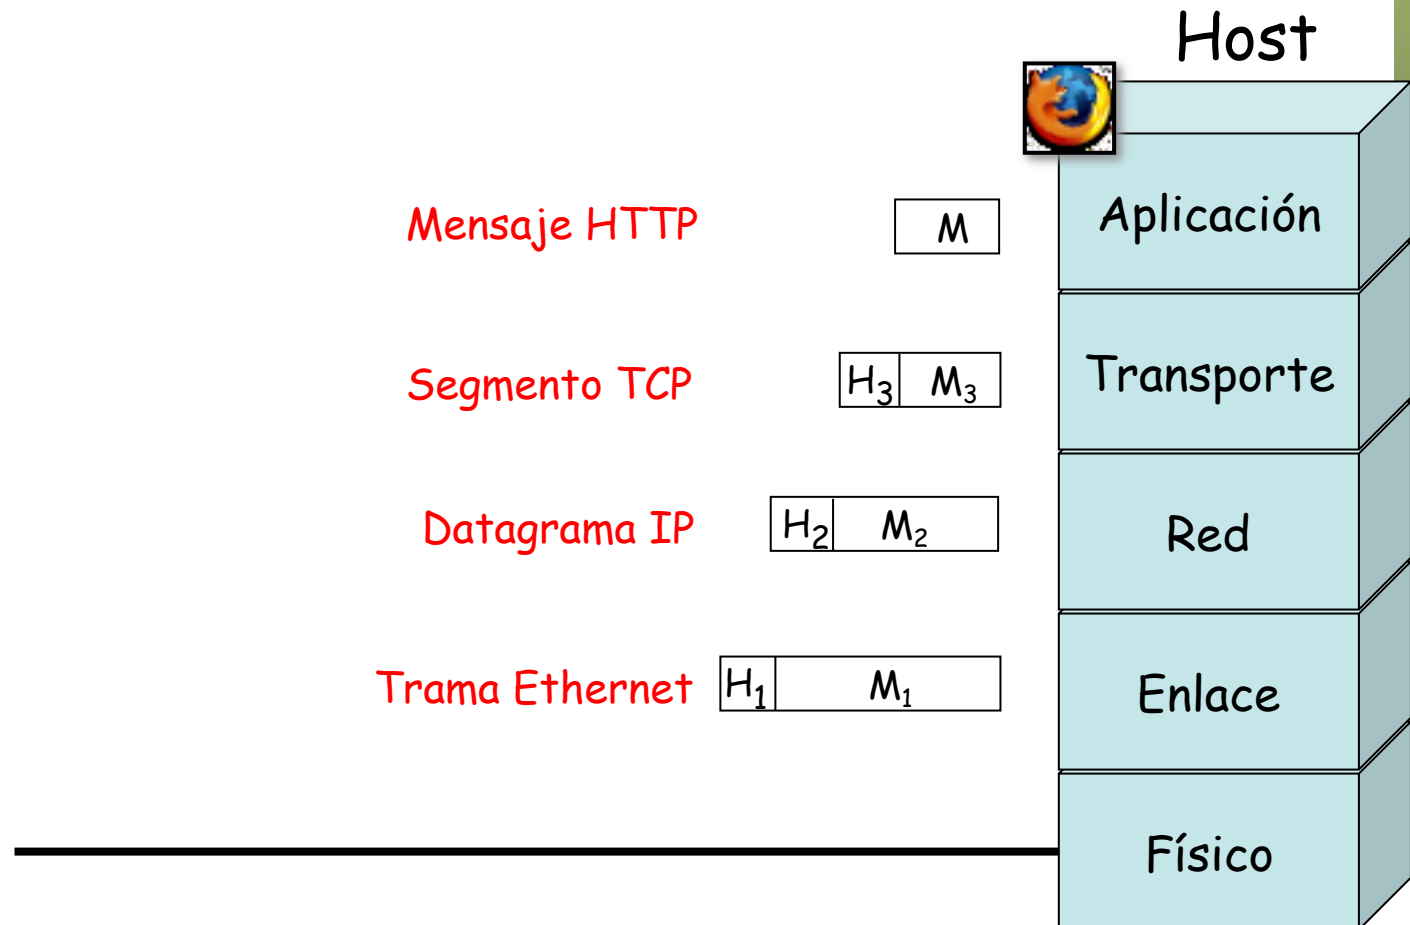 Host
Mensaje HTTP M Aplicación
Segmento TCP H₃ M₃ Transporte
Datagrama IP H₂ M₂ Red
Trama Ethernet H₁ M₁ Enlace
Físico